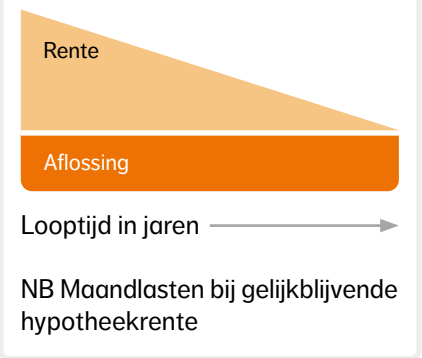 Rente
Aflossing
Looptijd in jaren
NB Maandlasten bij gelijkblijvende
hypotheekrente